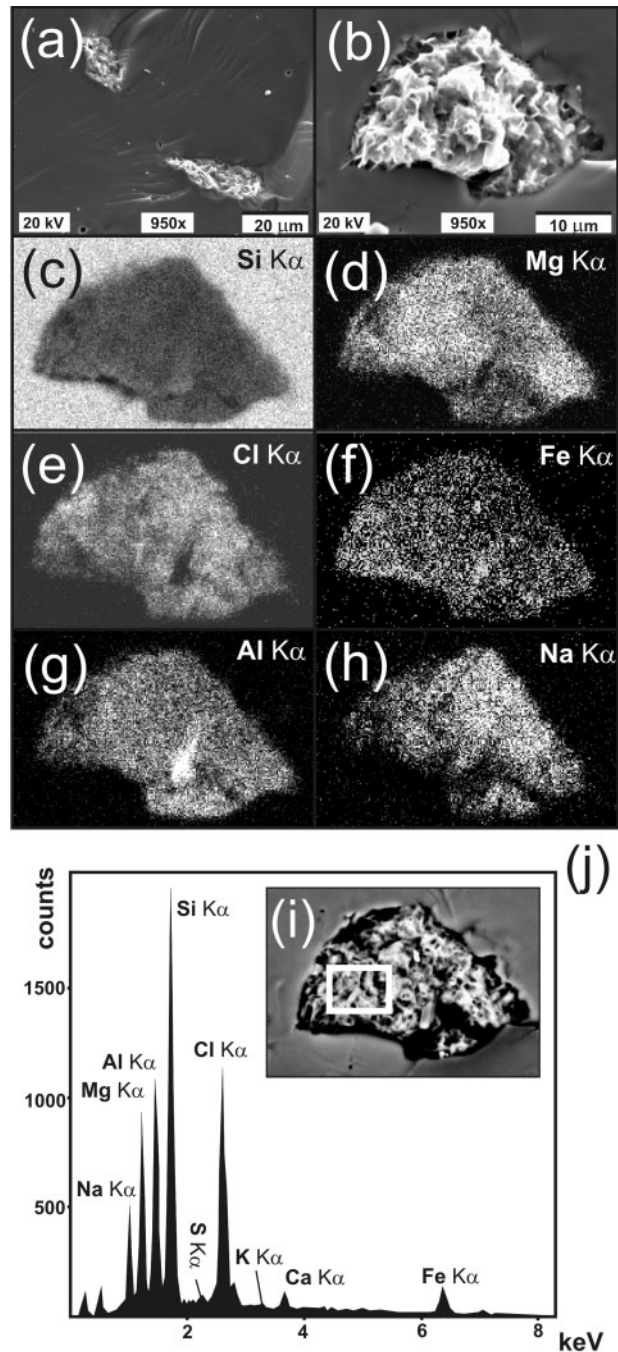 (a)
20 kV 950x 20 µm
(b)
20 kV 950x 10 µm
(c) Si Kα
(d) Mg Kα
(e) Cl Kα
(f) Fe Kα
(g) Al Kα
(h) Na Kα
(j)
counts
1500
1000
500
Si Kα
Al Kα
Mg Kα
Na Kα
Cl Kα
S Kα
K Kα
Ca Kα
Fe Kα
(i)
2 4 6 8
keV